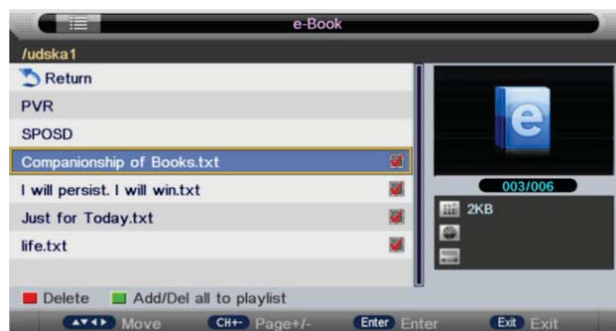 e-Book
/udska1
Return
PVR
SPOSD
Companionship of Books.txt
I will persist. I will win.txt
Just for Today.txt
life.txt
e
003/006
2KB
Delete Add/Del all to playlist
Move CH+- Page+/- Enter Enter Exit Exit